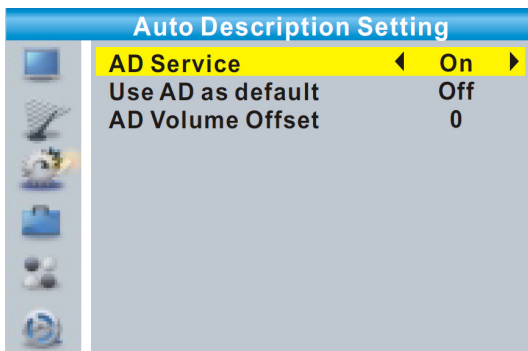 Auto Description Setting
AD Service On
Use AD as default Off
AD Volume Offset 0